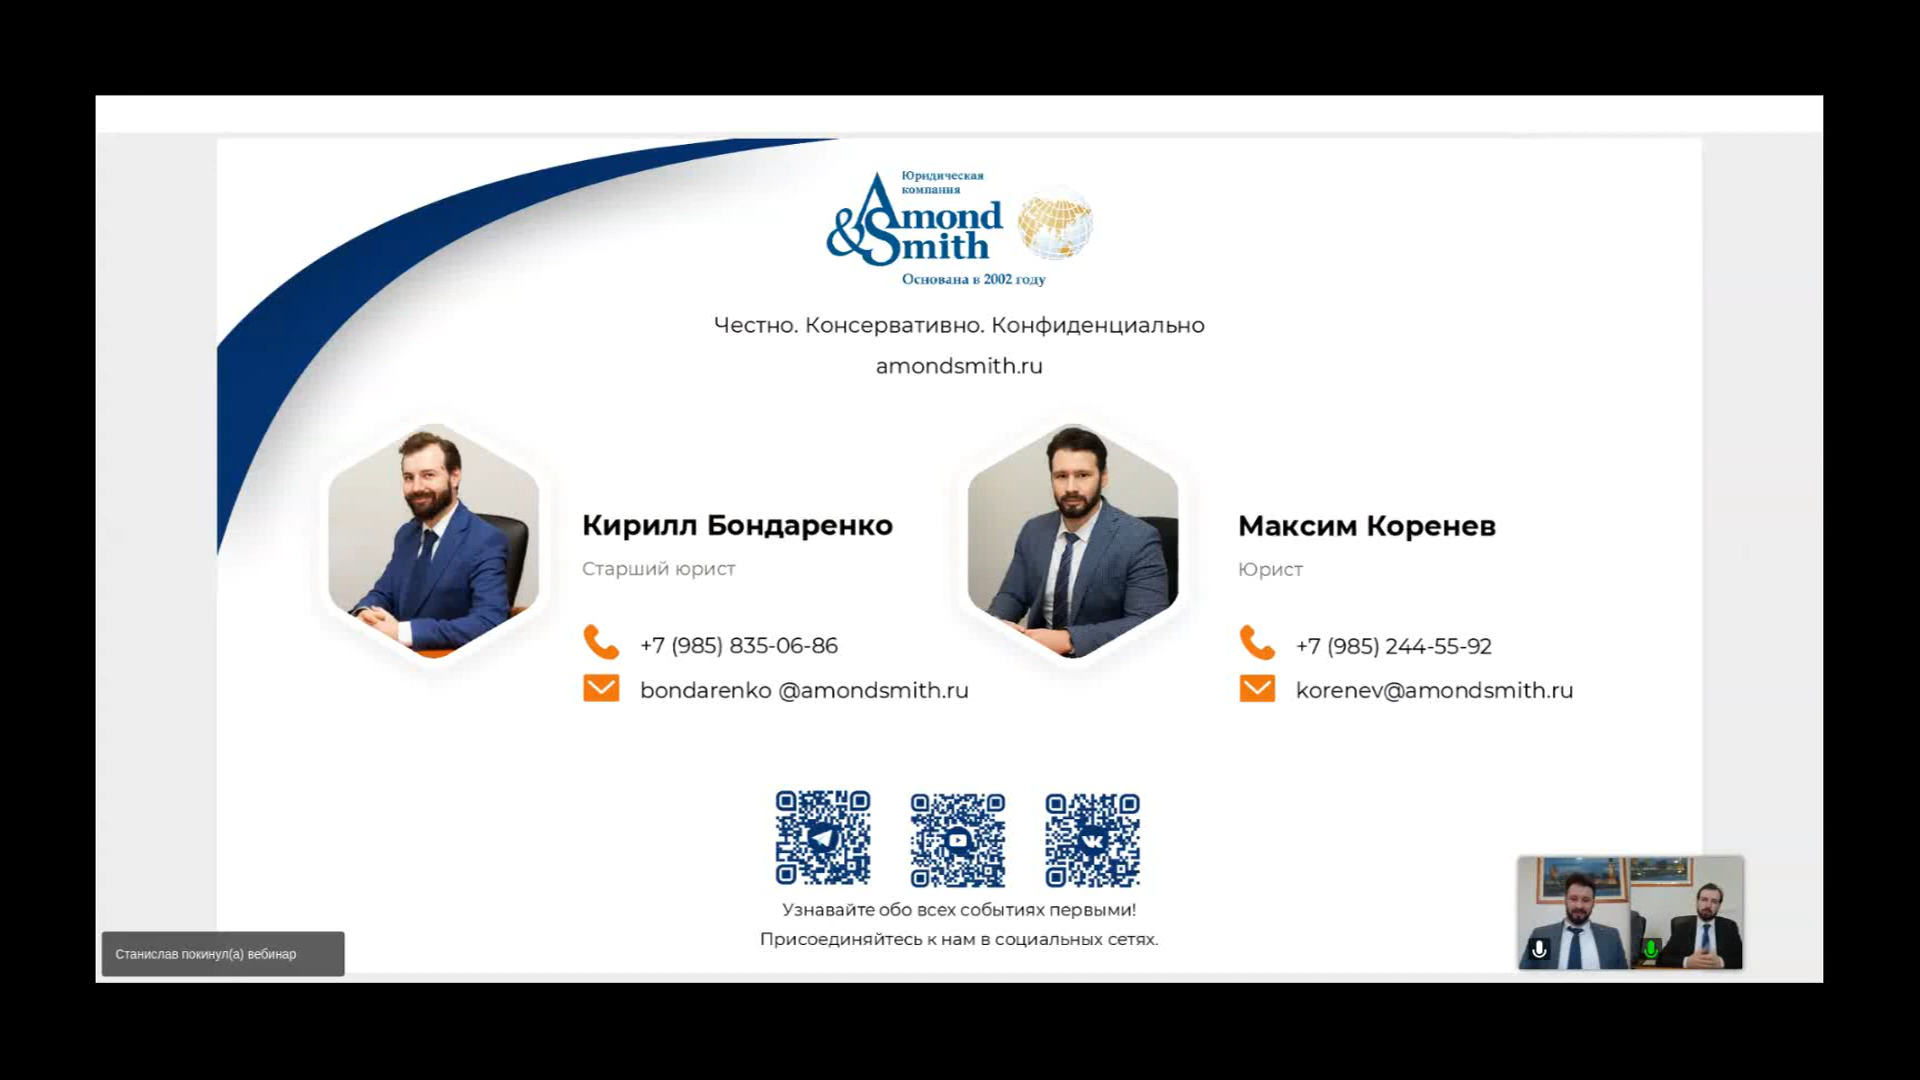 Юридическая
компания
Amond
&Smith
Основана в 2002 году
Честно. Консервативно. Конфиденциально
amondsmith.ru
Кирилл Бондаренко
Старший юрист
+7 (985) 835-06-86
bondarenko @amondsmith.ru
Максим Коренев
Юрист
+7 (985) 244-55-92
korenev@amondsmith.ru
Узнавайте обо всех событиях первыми!
Присоединяйтесь к нам в социальных сетях.
Станислав покинул(а) вебинар